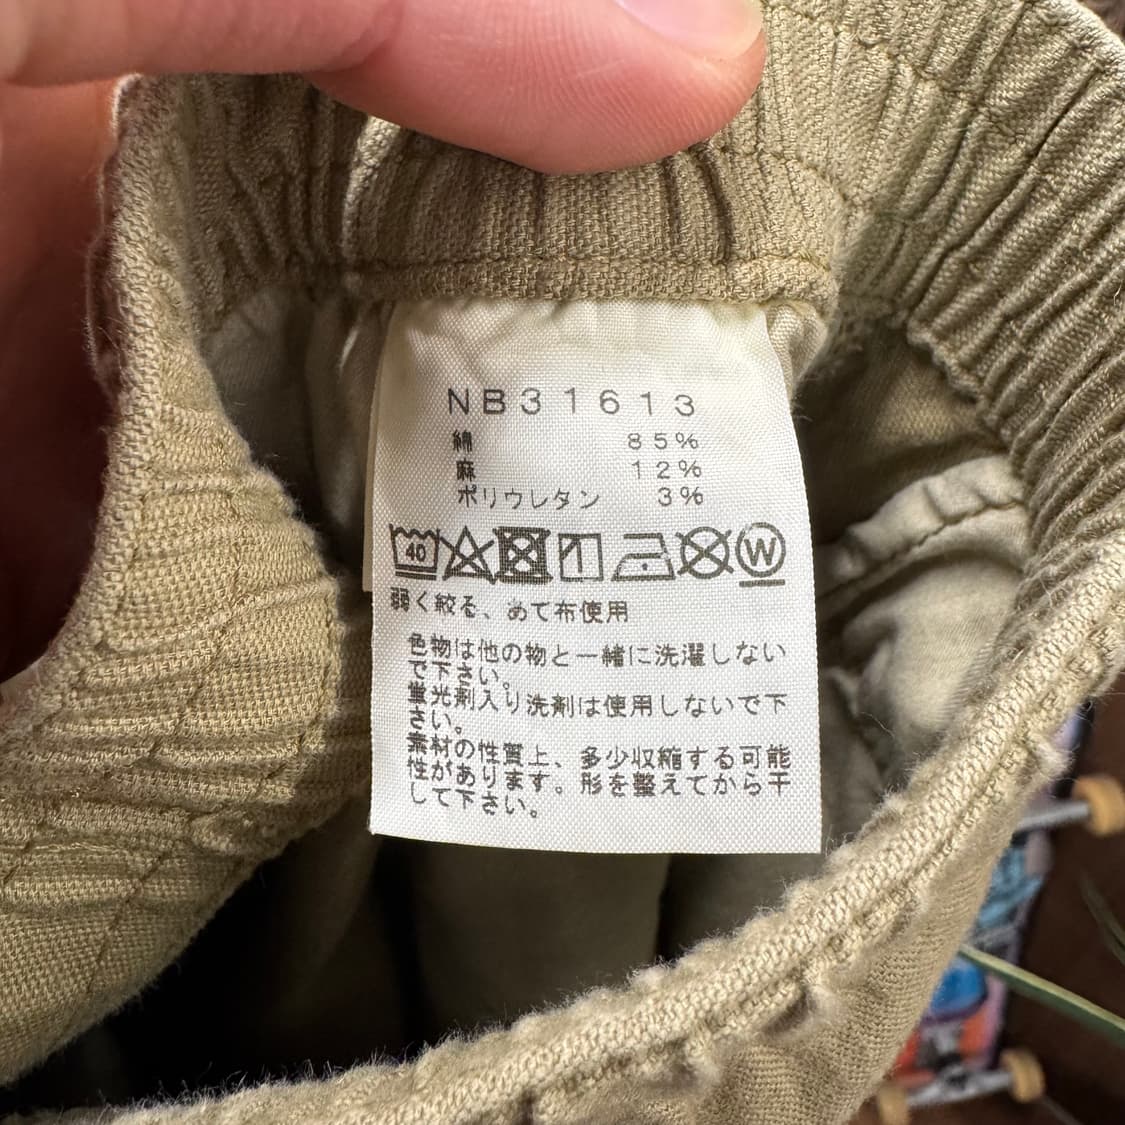 NB31613
綿 85%
麻 12%
ポリウレタン 3%
40 W
弱く絞る、あて布使用
色物は他の物と一緒に洗濯しない
で下さい。
蛍光剤入り洗剤は使用しないで下
さい。
素材の性質上、多少収縮する可能
性があります。形を整えてから干
して下さい。